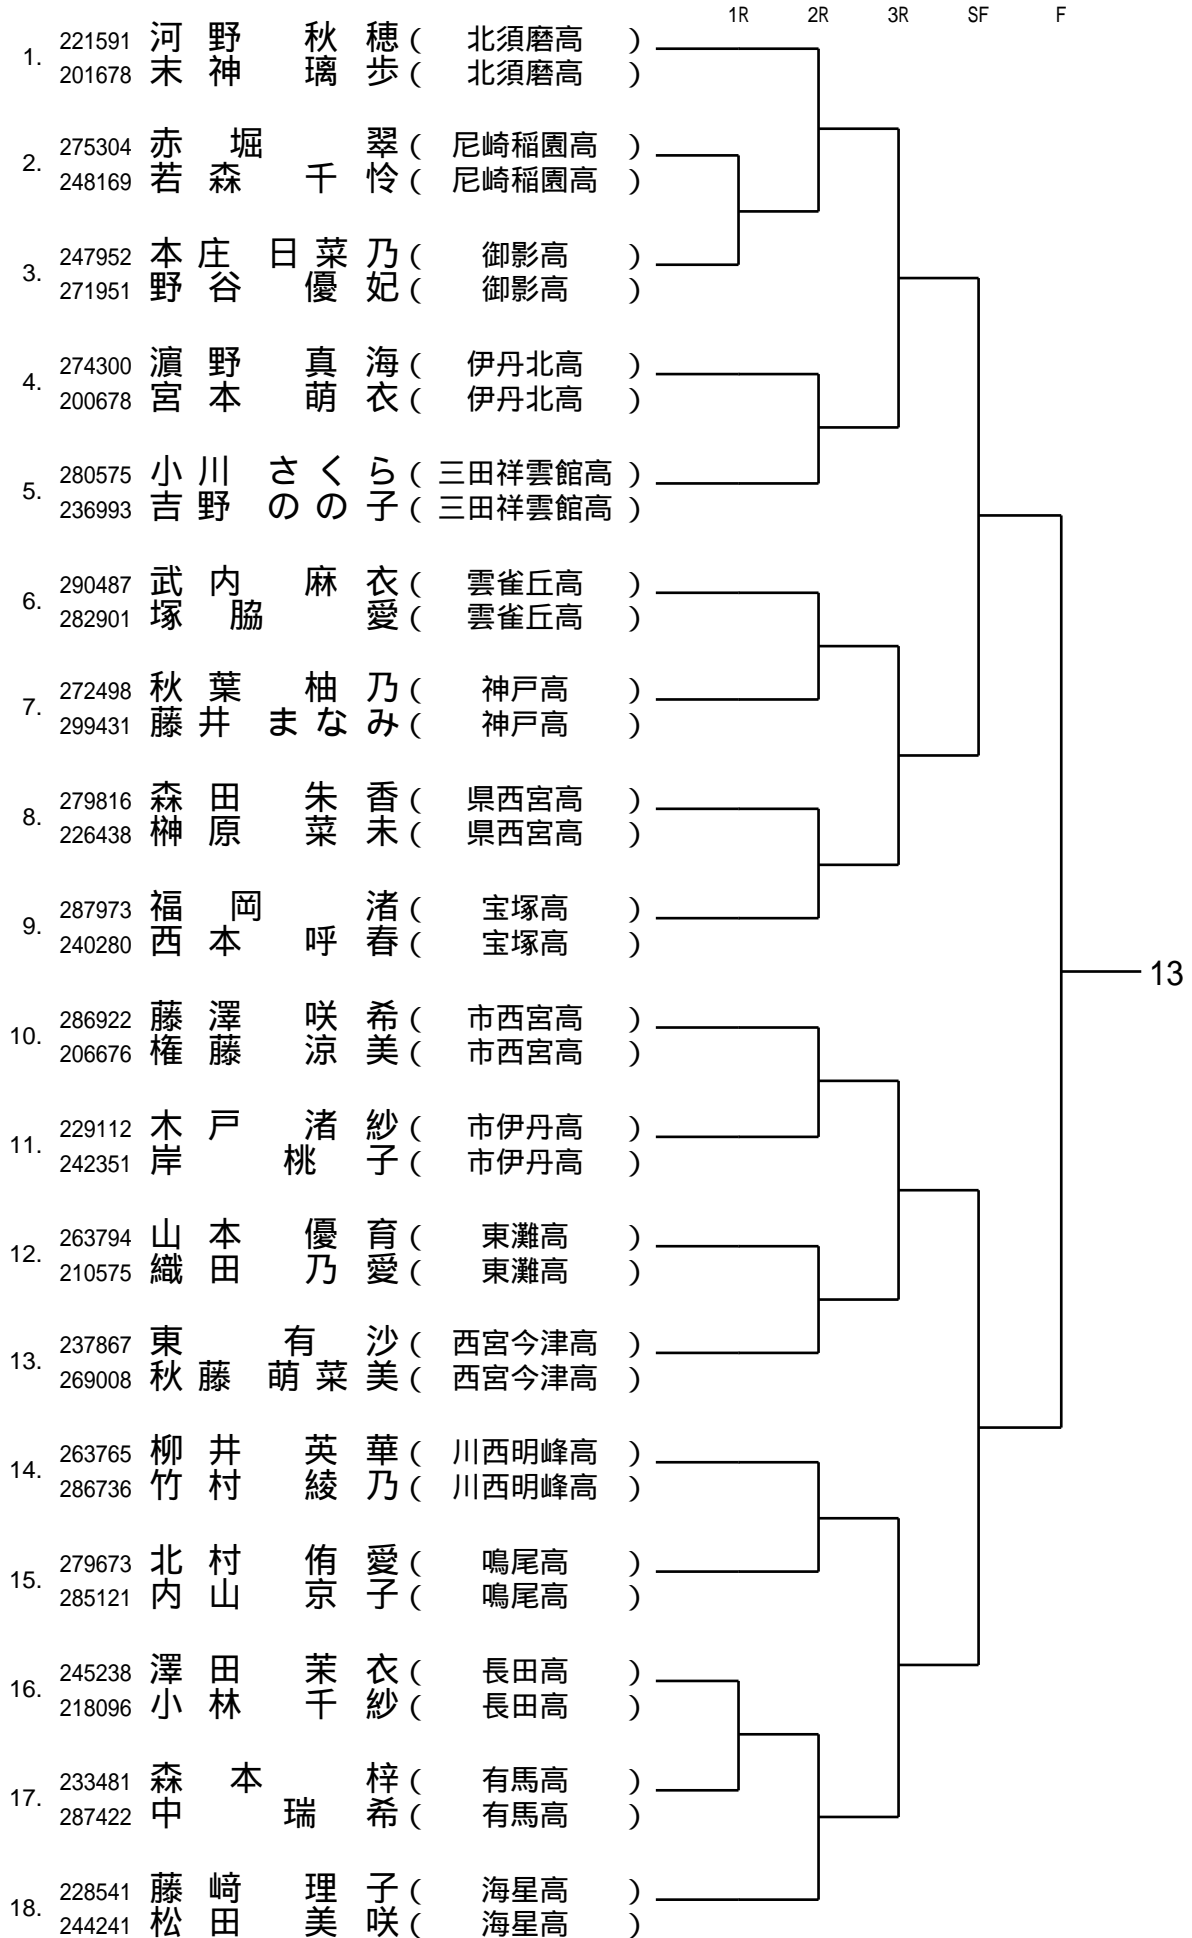 1R 2R 3R SF F
1. 221591 河野 秋穂 ( 北須磨高 )
201678 末神 璃歩 ( 北須磨高 )
2. 275304 赤堀 翠 ( 尼崎稲園高 )
248169 若森 千怜 ( 尼崎稲園高 )
3. 247952 本庄 日菜乃 ( 御影高 )
271951 野谷 優妃 ( 御影高 )
4. 274300 濵野 真海 ( 伊丹北高 )
200678 宮本 萌衣 ( 伊丹北高 )
5. 280575 小川 さくら ( 三田祥雲館高 )
236993 吉野 のの子 ( 三田祥雲館高 )
6. 290487 武内 麻衣 ( 雲雀丘高 )
282901 塚脇 愛 ( 雲雀丘高 )
7. 272498 秋葉 柚乃 ( 神戸高 )
299431 藤井 まなみ ( 神戸高 )
8. 279816 森田 朱香 ( 県西宮高 )
226438 榊原 菜未 ( 県西宮高 )
9. 287973 福岡 渚 ( 宝塚高 )
240280 西本 呼春 ( 宝塚高 )
13
10. 286922 藤澤 咲希 ( 市西宮高 )
206676 権藤 涼美 ( 市西宮高 )
11. 229112 木戸 渚紗 ( 市伊丹高 )
242351 岸 桃子 ( 市伊丹高 )
12. 263794 山本 優育 ( 東灘高 )
210575 織田 乃愛 ( 東灘高 )
13. 237867 東 有沙 ( 西宮今津高 )
269008 秋藤 萌菜美 ( 西宮今津高 )
14. 263765 柳井 英華 ( 川西明峰高 )
286736 竹村 綾乃 ( 川西明峰高 )
15. 279673 北村 侑愛 ( 鳴尾高 )
285121 内山 京子 ( 鳴尾高 )
16. 245238 澤田 茉衣 ( 長田高 )
218096 小林 千紗 ( 長田高 )
17. 233481 森本 梓 ( 有馬高 )
287422 中 瑞希 ( 有馬高 )
18. 228541 藤﨑 理子 ( 海星高 )
244241 松田 美咲 ( 海星高 )